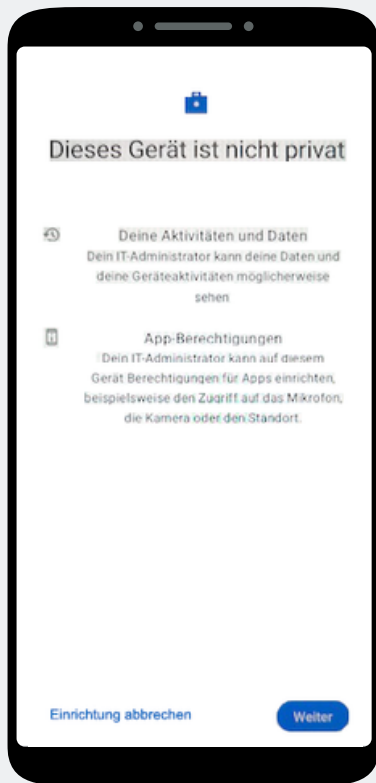 Dieses Gerät ist nicht privat
Deine Aktivitäten und Daten
Dein IT-Administrator kann deine Daten und
deine Geräteaktivitäten möglicherweise
sehen
App-Berechtigungen
Dein IT-Administrator kann auf diesem
Gerät Berechtigungen für Apps einrichten,
beispielsweise den Zugriff auf das Mikrofon,
die Kamera oder den Standort.
Einrichtung abbrechen
Weiter